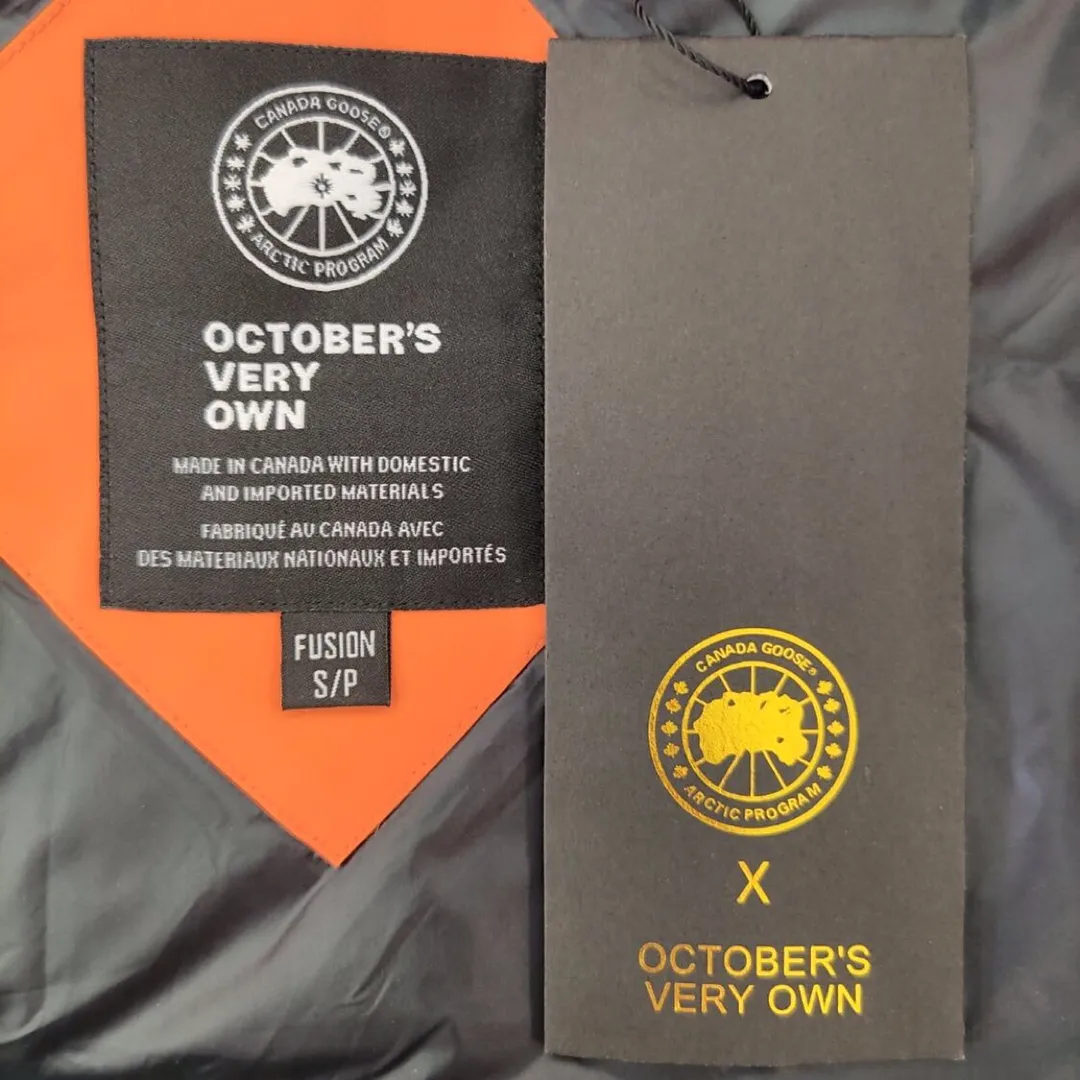 CANADA GOOSE®
ARCTIC PROGRAM
OCTOBER'S
VERY
OWN
MADE IN CANADA WITH DOMESTIC
AND IMPORTED MATERIALS
FABRIQUÉ AU CANADA AVEC
DES MATERIAUX NATIONAUX ET IMPORTÉS
FUSION
S/P
CANADA GOOSE®
ARCTIC PROGRAM
X
OCTOBER'S
VERY OWN